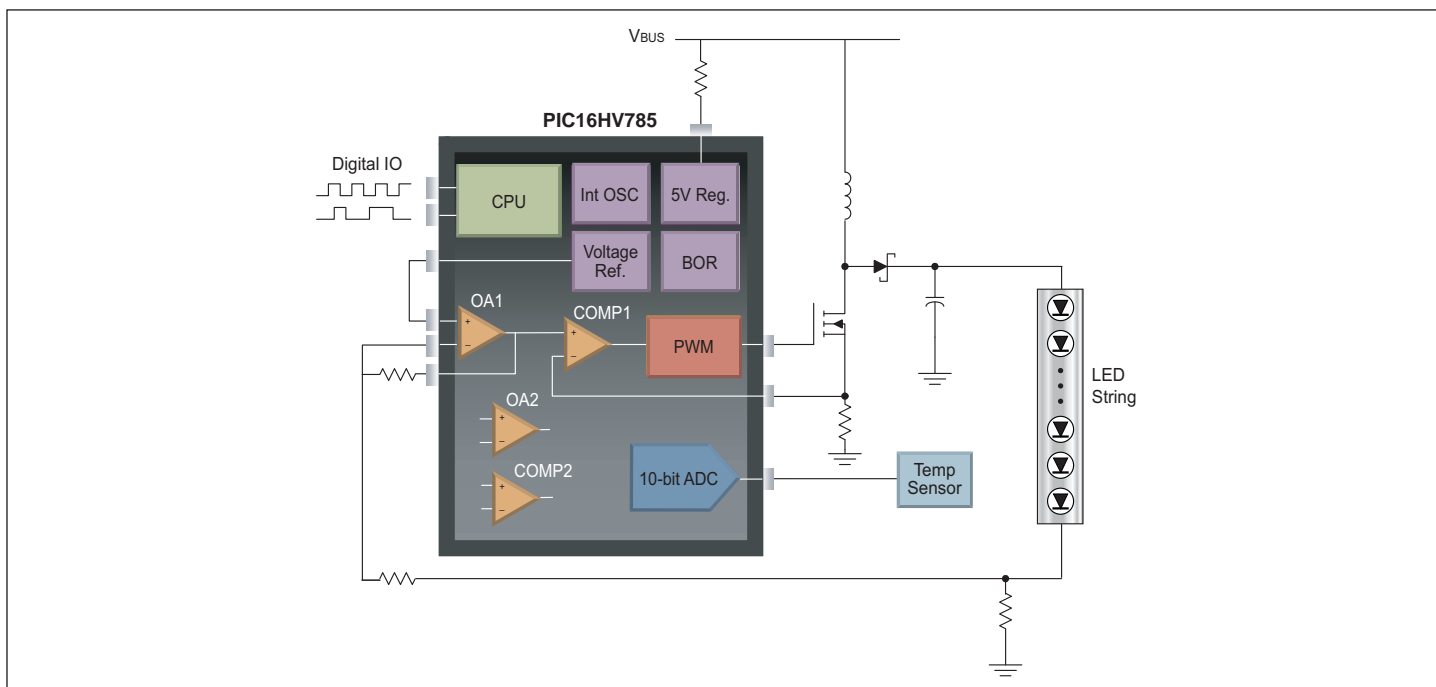 VBUS
PIC16HV785
Digital IO
CPU
Int OSC
5V Reg.
Voltage
Ref.
BOR
OA1
+
−
COMP1
+
−
PWM
LED
String
OA2
+
−
COMP2
+
−
10-bit ADC
Temp
Sensor